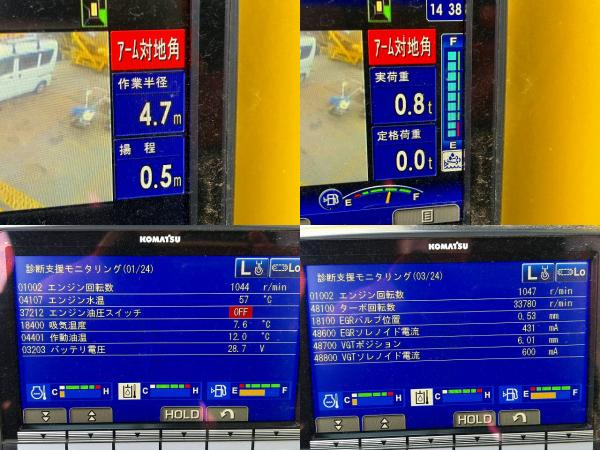 アーム対地角
作業半径
4.7m
揚程
0.5m
14 38
アーム対地角
実荷重
0.8t
定格荷重
0.0t
F
E
E F
KOMATSU
診断支援モニタリング(01/24)
L Lo
01002 エンジン回転数 1044 r/min
04107 エンジン水温 57 °C
37212 エンジン油圧スイッチ OFF
18400 吸気温度 7.6 °C
04401 作動油温 12.0 °C
03203 バッテリ電圧 28.7 V
C H C H E F
HOLD
KOMATSU
診断支援モニタリング(03/24)
L Lo
01002 エンジン回転数 1047 r/min
48100 ターボ回転数 33780 r/min
18100 EGRバルブ位置 0.53 mm
48600 EGRソレノイド電流 431 mA
48700 VGTポジション 6.01 mm
48800 VGTソレノイド電流 600 mA
C H C H E F
HOLD